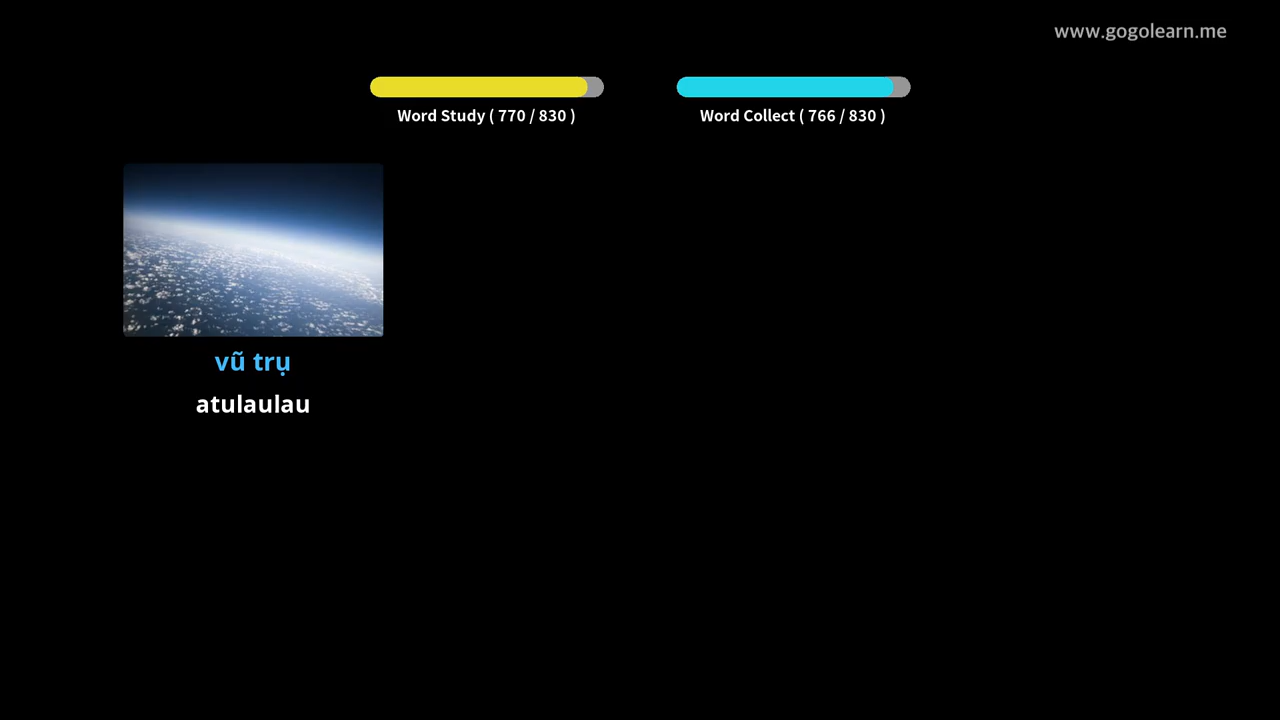 www.gogolearn.me
Word Study ( 770 / 830 )
Word Collect ( 766 / 830 )
vũ trụ
atulaulau